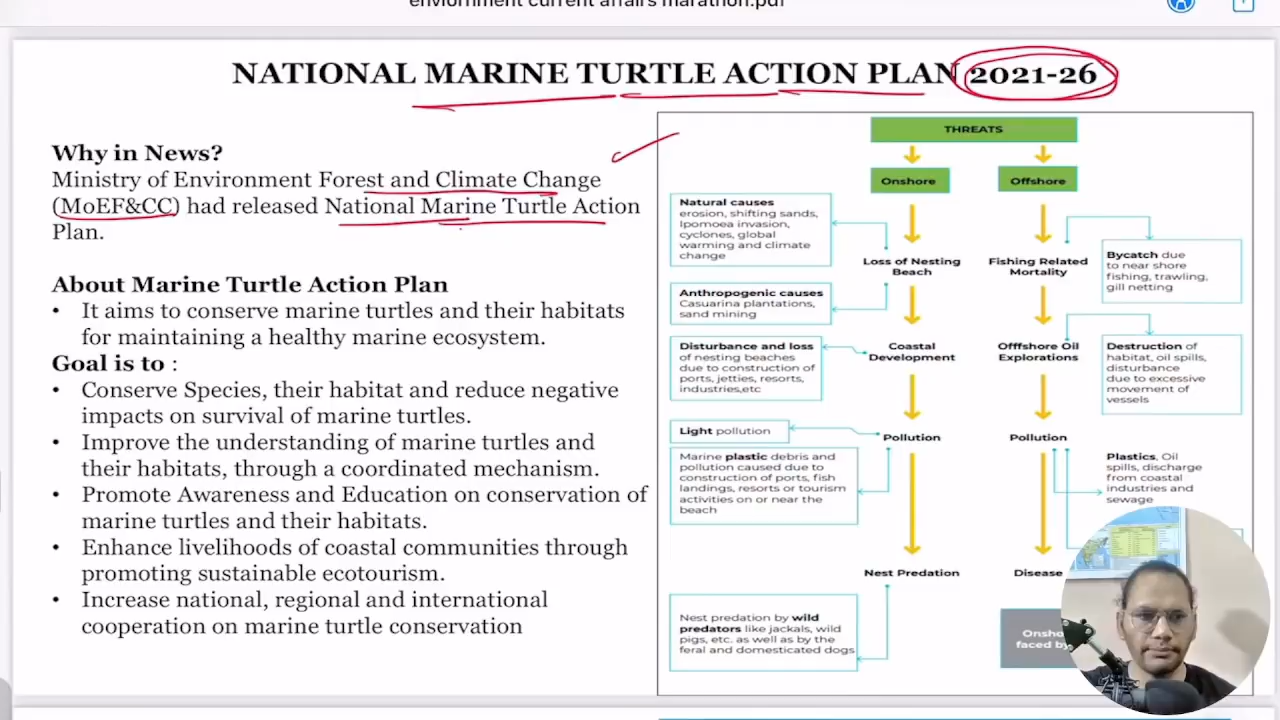 enviornment current affairs marathon.pdf
NATIONAL MARINE TURTLE ACTION PLAN 2021-26
Why in News?
Ministry of Environment Forest and Climate Change
(MoEF&CC) had released National Marine Turtle Action
Plan.
About Marine Turtle Action Plan
• It aims to conserve marine turtles and their habitats
for maintaining a healthy marine ecosystem.
Goal is to :
• Conserve Species, their habitat and reduce negative
impacts on survival of marine turtles.
• Improve the understanding of marine turtles and
their habitats, through a coordinated mechanism.
• Promote Awareness and Education on conservation of
marine turtles and their habitats.
• Enhance livelihoods of coastal communities through
promoting sustainable ecotourism.
• Increase national, regional and international
cooperation on marine turtle conservation
THREATS
Onshore
Offshore
Natural causes
erosion, shifting sands,
Ipomoea invasion,
cyclones, global
warming and climate
change
Loss of Nesting
Beach
Fishing Related
Mortality
Bycatch due
to near shore
fishing, trawling,
gill netting
Anthropogenic causes
Casuarina plantations,
sand mining
Disturbance and loss
of nesting beaches
due to construction of
ports, jetties, resorts,
industries,etc
Coastal
Development
Offfshore Oil
Explorations
Destruction of
habitat, oil spills,
disturbance
due to excessive
movement of
vessels
Light pollution
Pollution
Pollution
Marine plastic debris and
pollution caused due to
construction of ports, fish
landings, resorts or tourism
activities on or near the
beach
Plastics, Oil
spills, discharge
from coastal
industries and
sewage
Nest Predation
Disease
Nest predation by wild
predators like jackals, wild
pigs, etc. as well as by the
feral and domesticated dogs
faced by